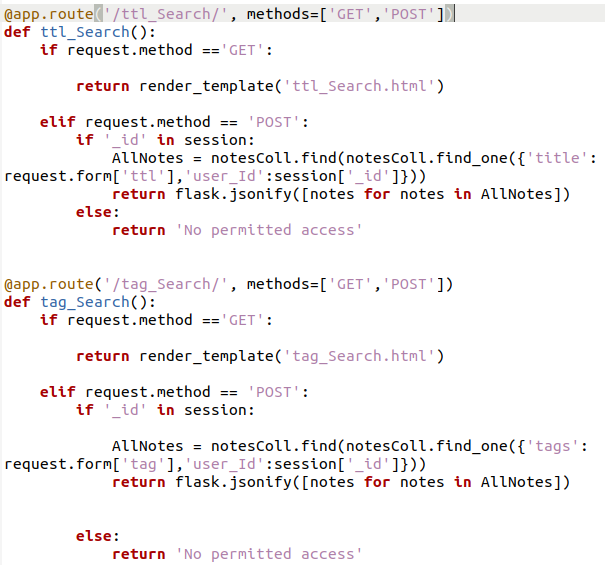 @app.route('/ttl_Search/', methods=['GET','POST'])
def ttl_Search():
    if request.method =='GET':
        return render_template('ttl_Search.html')
    elif request.method == 'POST':
        if '_id' in session:
            AllNotes = notesColl.find(notesColl.find_one({'title':
request.form['ttl'],'user_Id':session['_id']}))
            return flask.jsonify([notes for notes in AllNotes])
        else:
            return 'No permitted access'
@app.route('/tag_Search/', methods=['GET','POST'])
def tag_Search():
    if request.method =='GET':
        return render_template('tag_Search.html')
    elif request.method == 'POST':
        if '_id' in session:
            AllNotes = notesColl.find(notesColl.find_one({'tags':
request.form['tag'],'user_Id':session['_id']}))
            return flask.jsonify([notes for notes in AllNotes])
        else:
            return 'No permitted access'